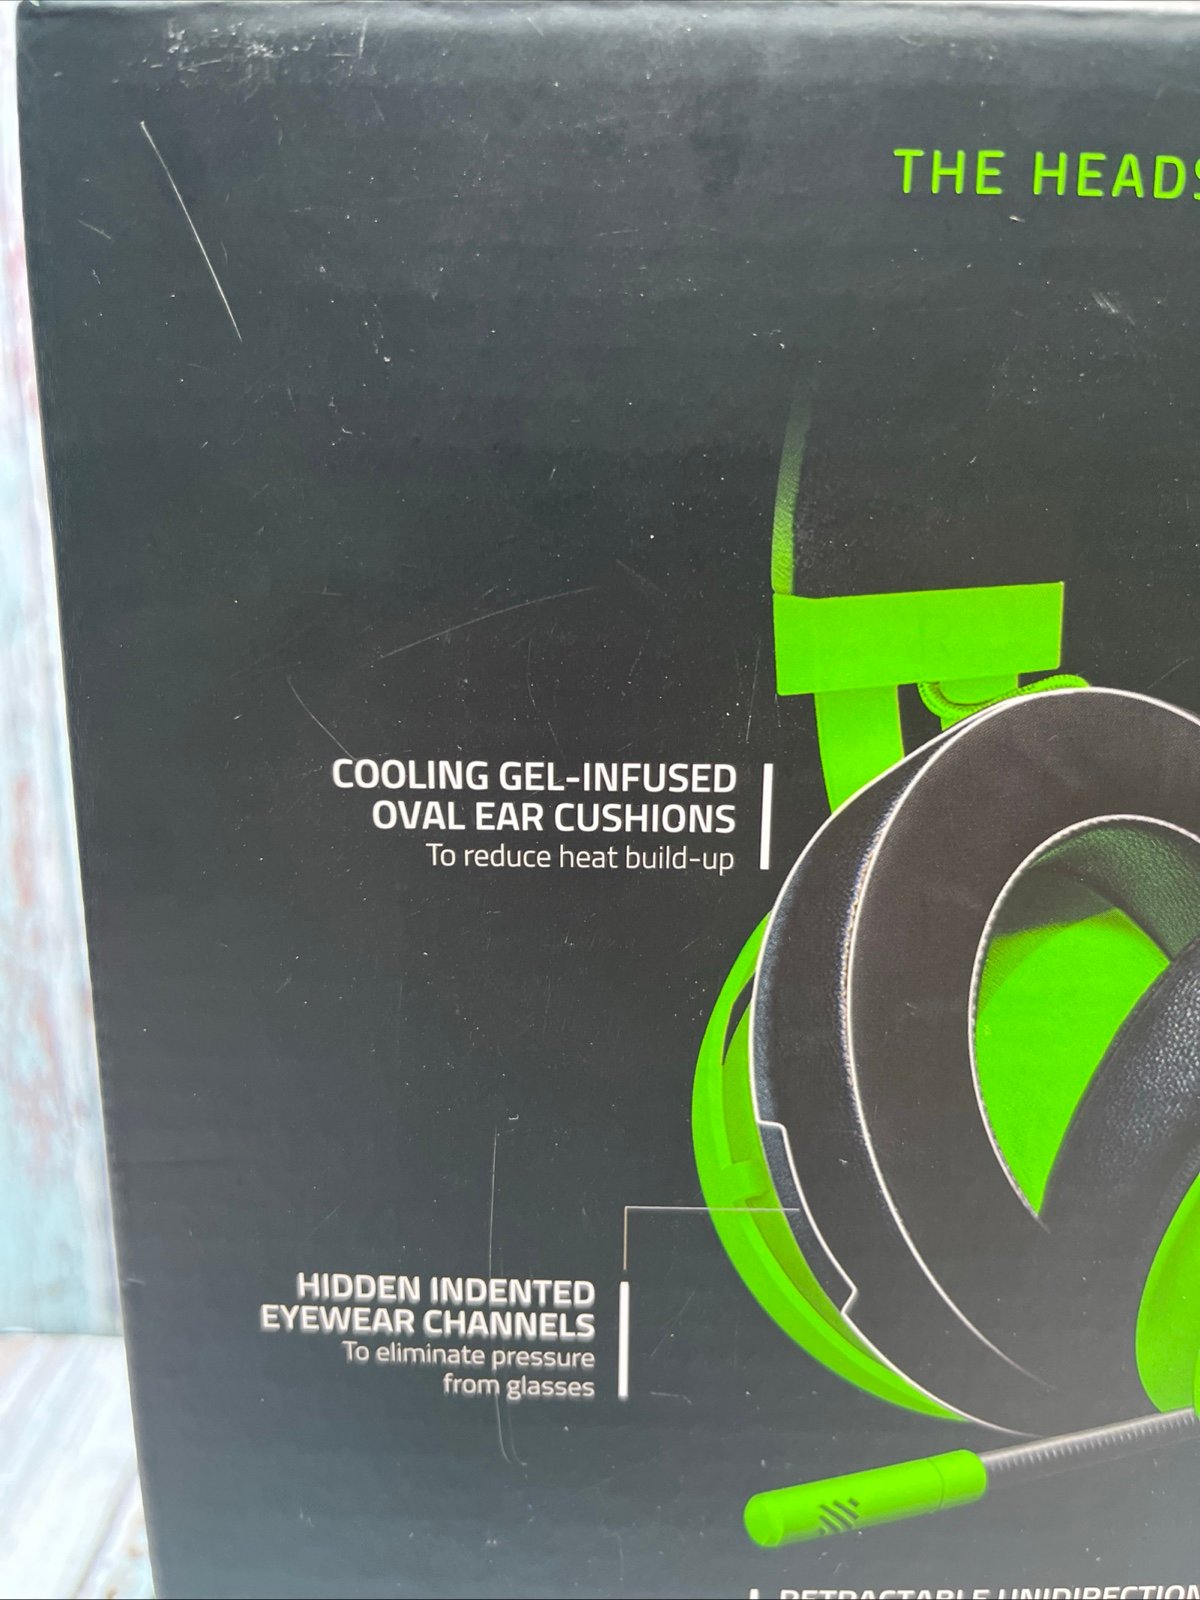 THE
COOLING GEL-INFUSED
OVAL EAR CUSHIONS
To reduce heat build-up
HIDDEN INDENTED
EYEWEAR CHANNELS
To eliminate pressure
from glasses
RETRACTABLE